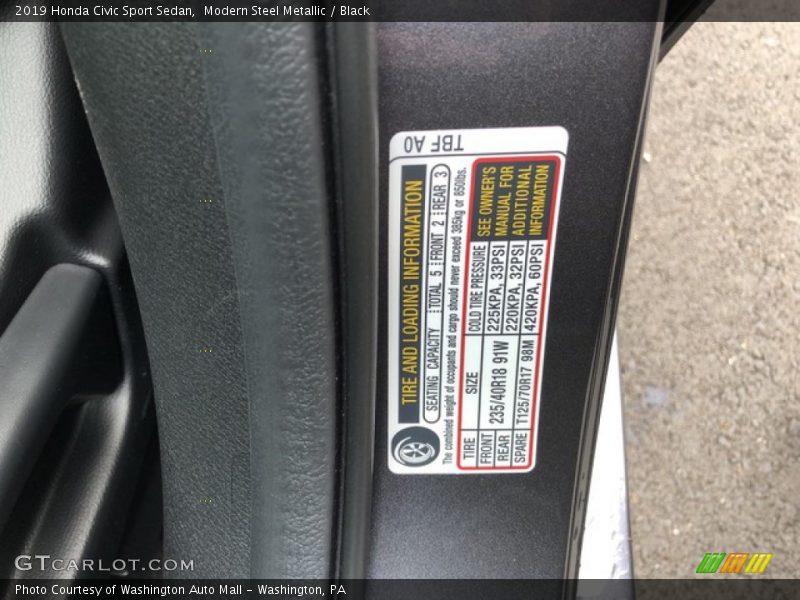 2019 Honda Civic Sport Sedan,  Modern Steel Metallic / Black
TBF A0
TIRE AND LOADING INFORMATION
SEATING CAPACITY TOTAL 5 FRONT 2 REAR 3
The combined weight of occupants and cargo should never exceed 385kg or 850lbs.
TIRE SIZE COLD TIRE PRESSURE
FRONT 235/40R18 91W 225KPA, 33PSI
REAR 220KPA, 32PSI
SPARE T125/70R17 98M 420KPA, 60PSI
SEE OWNER'S
MANUAL FOR
ADDITIONAL
INFORMATION
GTCARLOT.COM
Photo Courtesy of Washington Auto Mall - Washington, PA